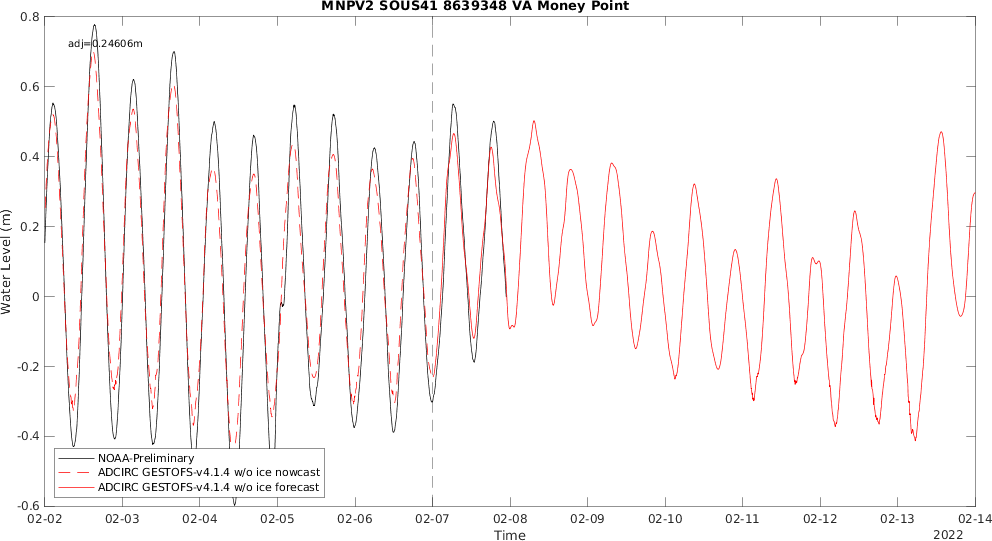 MNPV2 SOUS41 8639348 VA Money Point
adj=0.24606m
0.8
0.6
0.4
0.2
0
-0.2
-0.4
-0.6
Water Level (m)
NOAA-Preliminary
ADCIRC GESTOFS-v4.1.4 w/o ice nowcast
ADCIRC GESTOFS-v4.1.4 w/o ice forecast
02-02 02-03 02-04 02-05 02-06 02-07 02-08 02-09 02-10 02-11 02-12 02-13 02-14
Time
2022